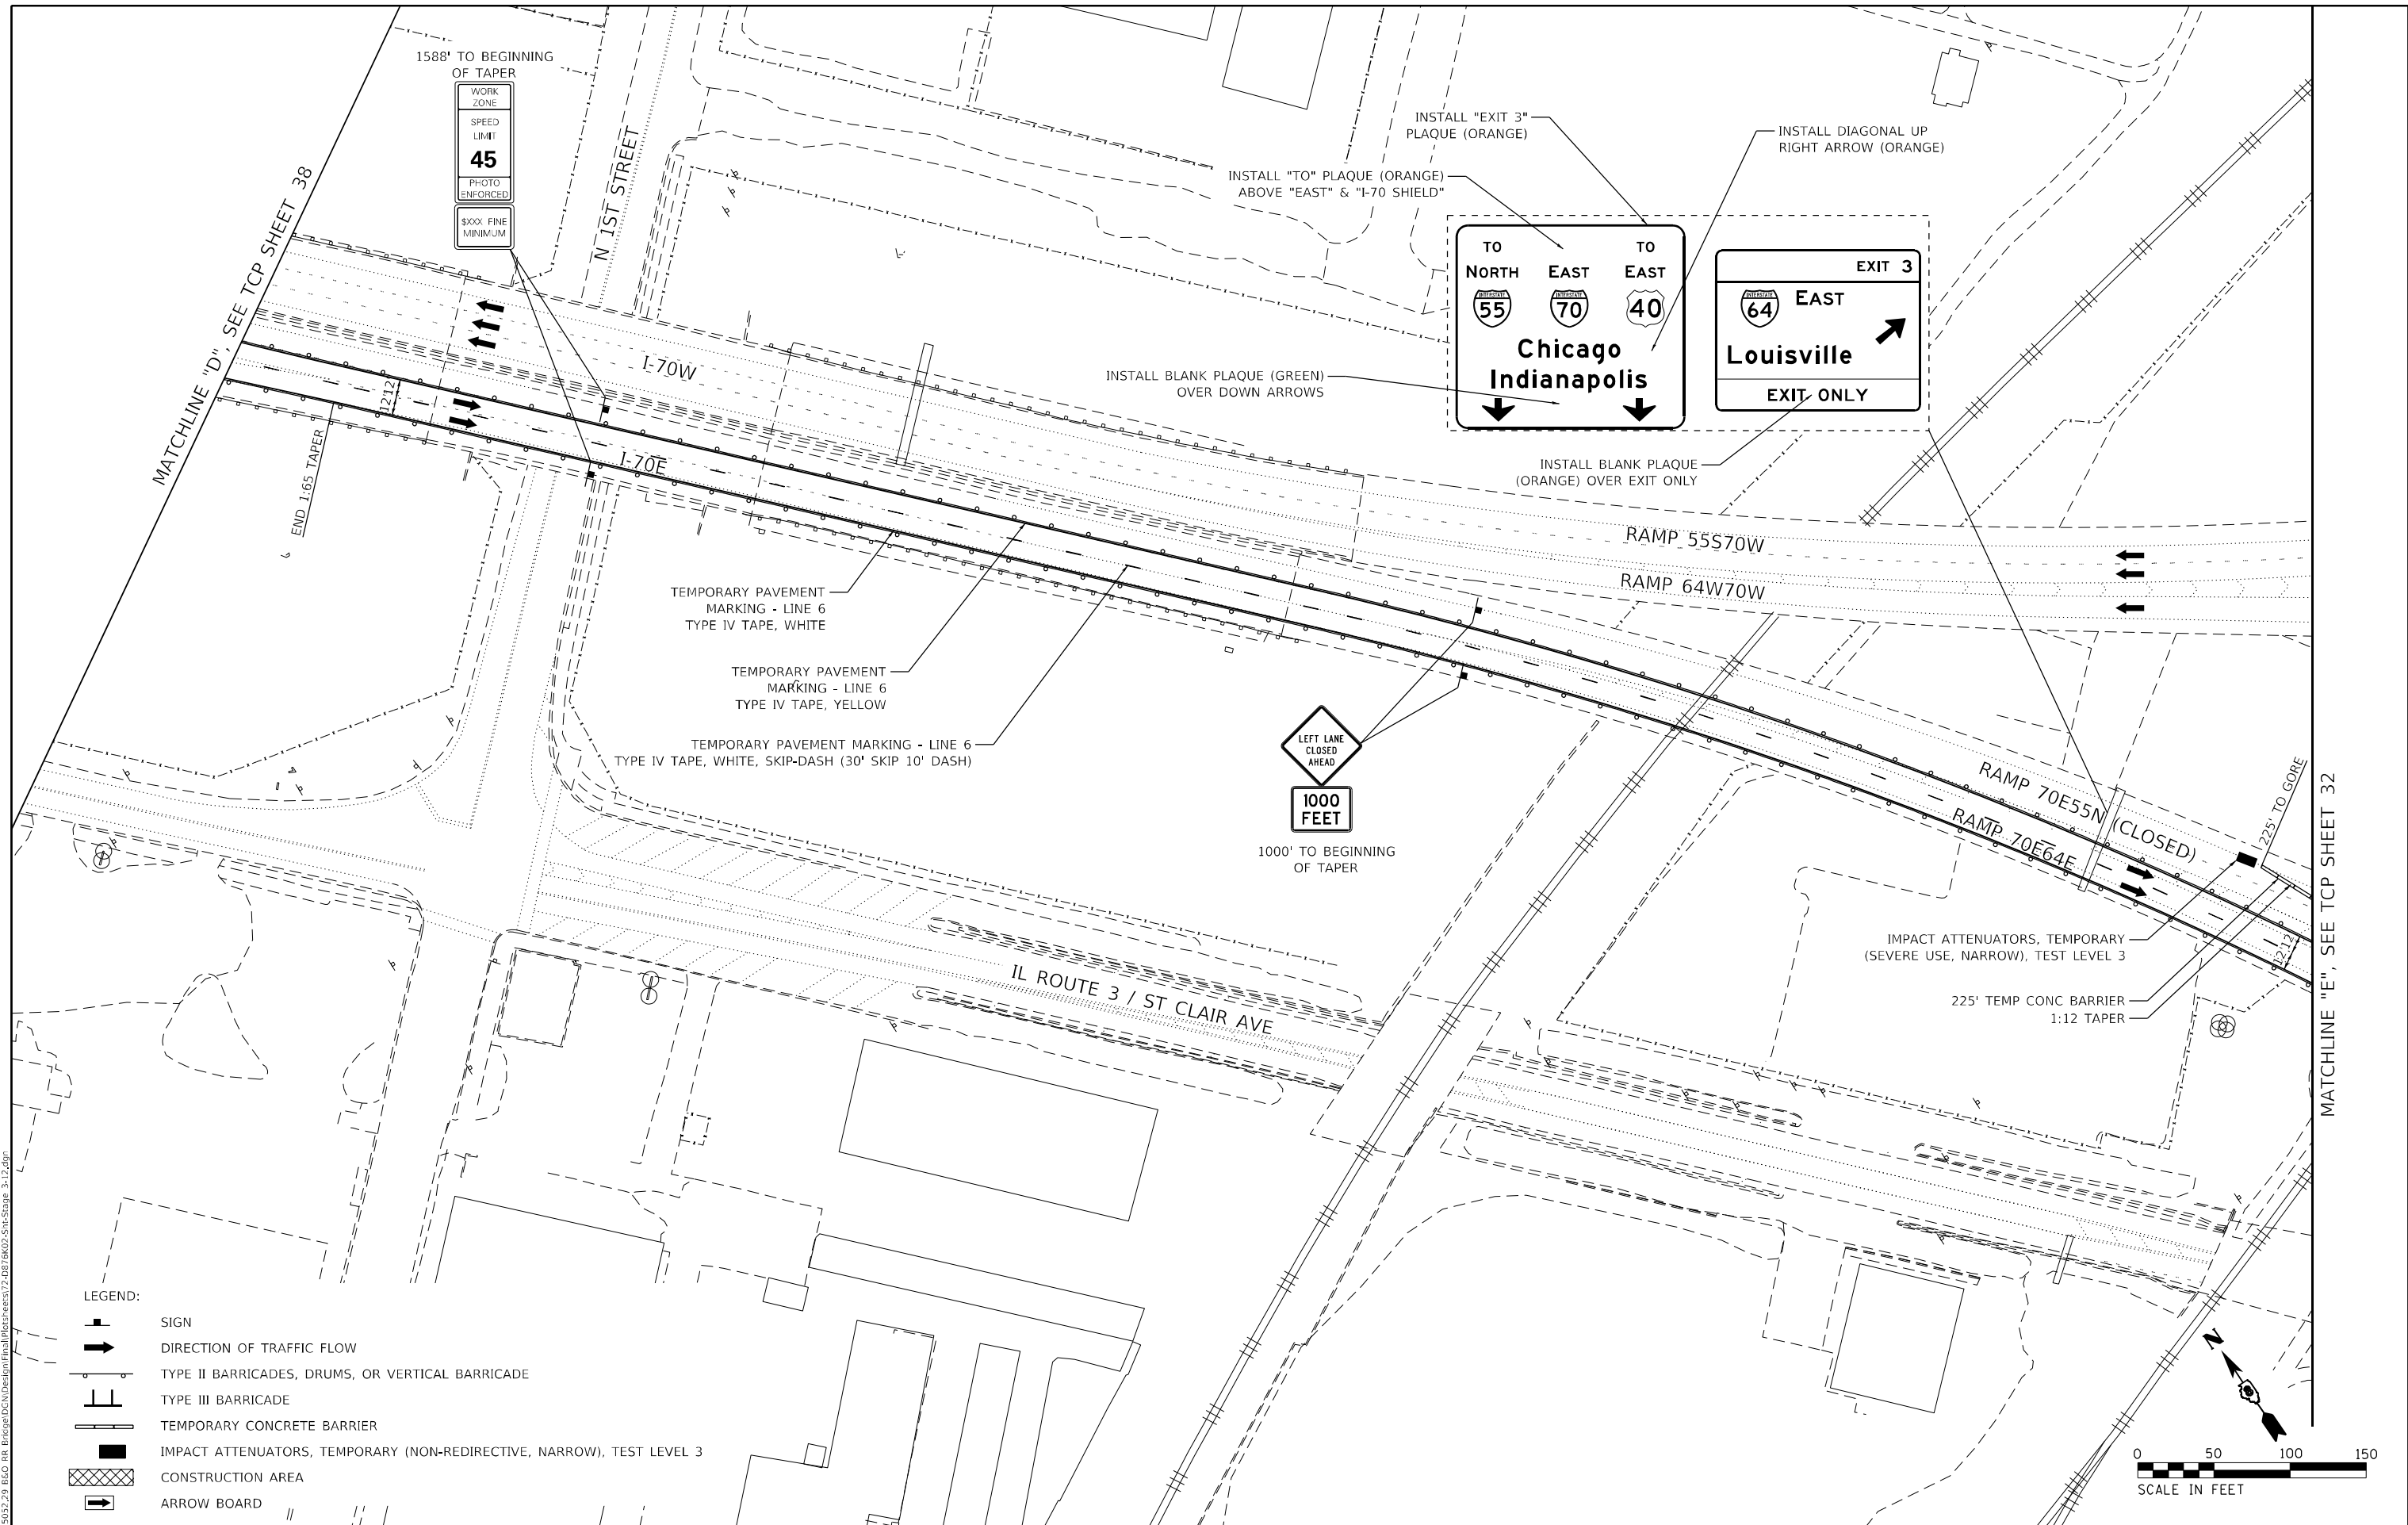 1588' TO BEGINNING
OF TAPER
WORK
ZONE
SPEED
LIMIT
45
PHOTO
ENFORCED
$XXX FINE
MINIMUM
MATCHLINE "D", SEE TCP SHEET 38
N 1ST STREET
INSTALL "EXIT 3"
PLAQUE (ORANGE)
INSTALL DIAGONAL UP
RIGHT ARROW (ORANGE)
INSTALL "TO" PLAQUE (ORANGE)
ABOVE "EAST" & "I-70 SHIELD"
TO TO
NORTH EAST EAST
INTERSTATE 55 INTERSTATE 70 40
Chicago
Indianapolis
EXIT 3
INTERSTATE 64 EAST
Louisville
EXIT ONLY
INSTALL BLANK PLAQUE (GREEN)
OVER DOWN ARROWS
INSTALL BLANK PLAQUE
(ORANGE) OVER EXIT ONLY
I-70W
12'12'
I-70E
END 1:65 TAPER
RAMP 55S70W
RAMP 64W70W
TEMPORARY PAVEMENT
MARKING - LINE 6
TYPE IV TAPE, WHITE
TEMPORARY PAVEMENT
MARKING - LINE 6
TYPE IV TAPE, YELLOW
TEMPORARY PAVEMENT MARKING - LINE 6
TYPE IV TAPE, WHITE, SKIP-DASH (30' SKIP 10' DASH)
LEFT LANE
CLOSED
AHEAD
1000
FEET
1000' TO BEGINNING
OF TAPER
RAMP 70E55N (CLOSED)
RAMP 70E64E
225' TO GORE
12'12'
IMPACT ATTENUATORS, TEMPORARY
(SEVERE USE, NARROW), TEST LEVEL 3
225' TEMP CONC BARRIER
1:12 TAPER
MATCHLINE "E", SEE TCP SHEET 32
IL ROUTE 3 / ST CLAIR AVE
LEGEND:
SIGN
DIRECTION OF TRAFFIC FLOW
TYPE II BARRICADES, DRUMS, OR VERTICAL BARRICADE
TYPE III BARRICADE
TEMPORARY CONCRETE BARRIER
IMPACT ATTENUATORS, TEMPORARY (NON-REDIRECTIVE, NARROW), TEST LEVEL 3
CONSTRUCTION AREA
ARROW BOARD
N
0 50 100 150
SCALE IN FEET